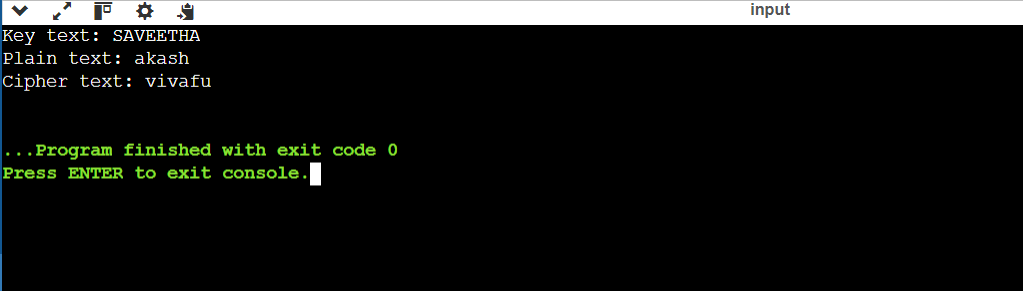 input
Key text: SAVEETHA
Plain text: akash
Cipher text: vivafu
...Program finished with exit code 0
Press ENTER to exit console.